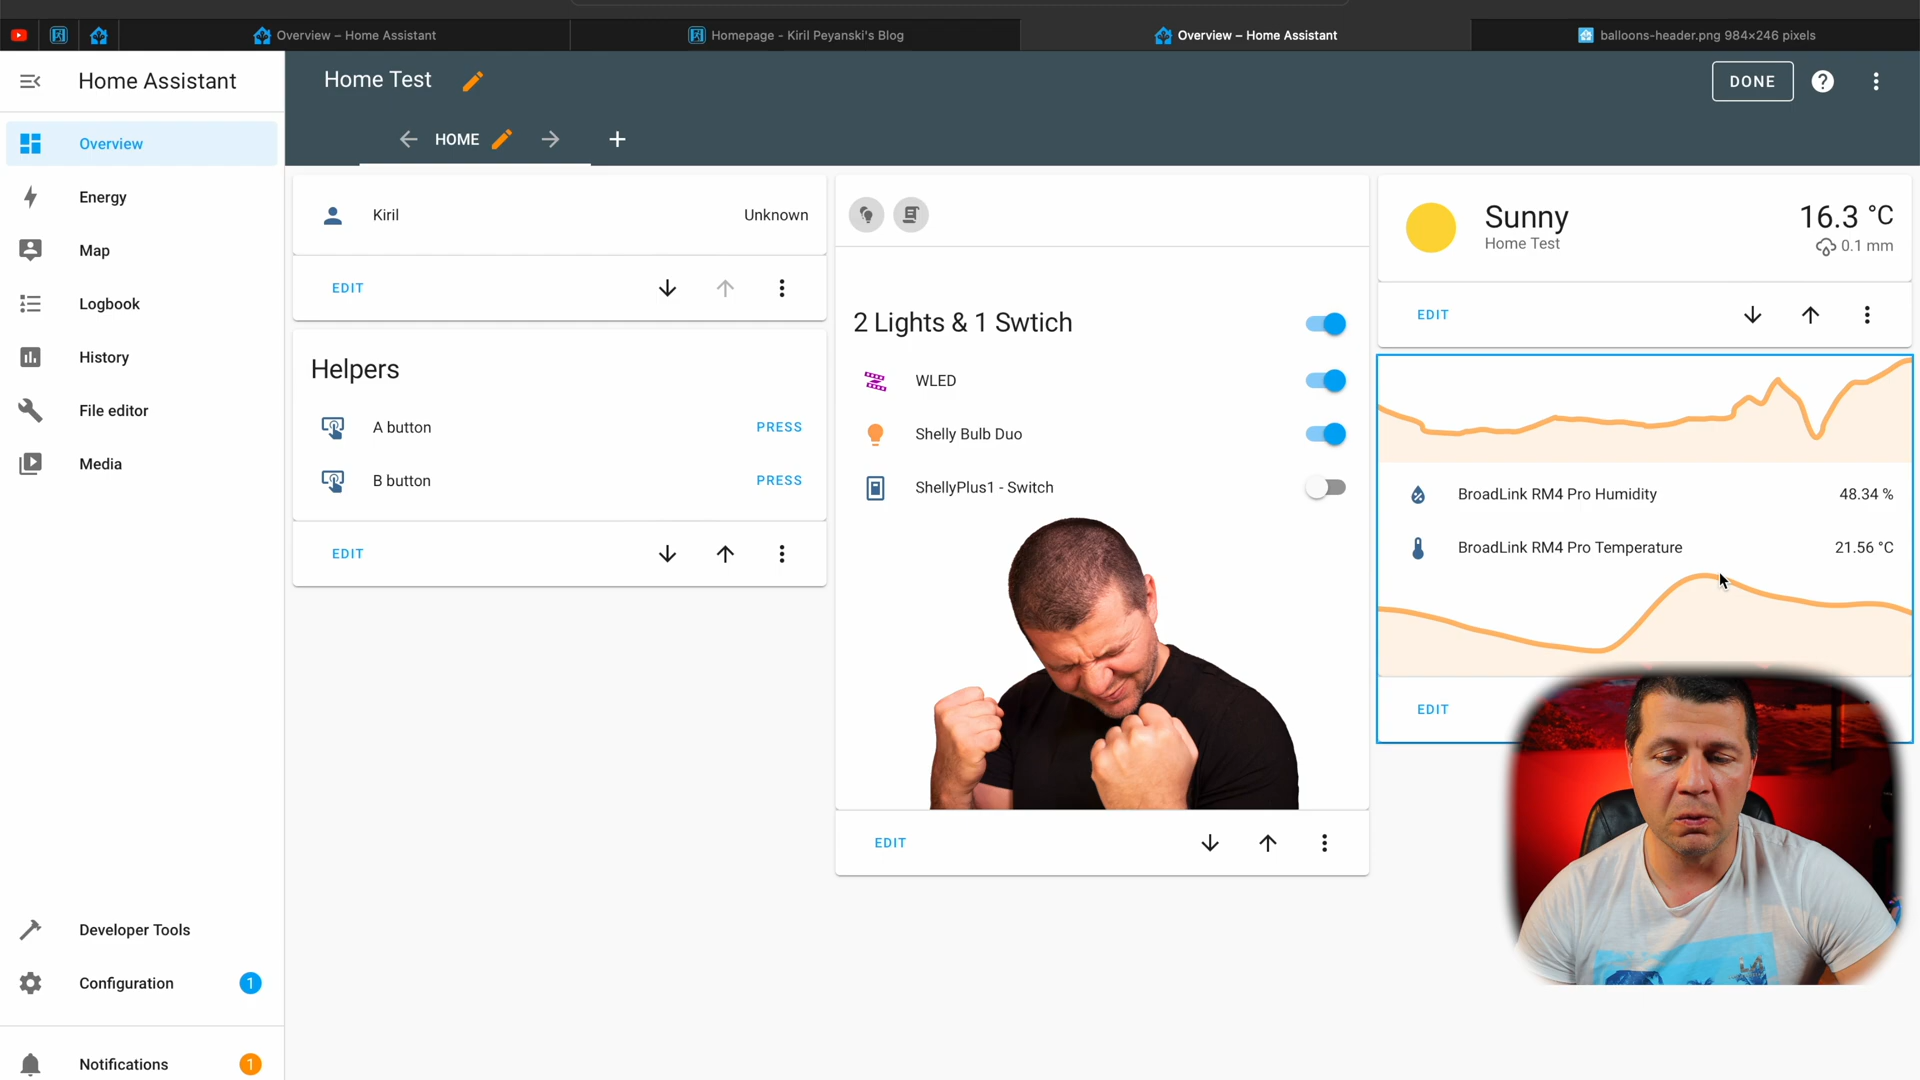 Overview – Home Assistant
Homepage - Kiril Peyanski's Blog
Overview – Home Assistant
balloons-header.png 984×246 pixels
Home Assistant
Home Test
DONE
HOME
Overview
Energy
Map
Logbook
History
File editor
Media
Developer Tools
Configuration 1
Notifications 1
Kiril Unknown
EDIT
Helpers
A button PRESS
B button PRESS
EDIT
2 Lights & 1 Swtich
WLED
Shelly Bulb Duo
ShellyPlus1 - Switch
EDIT
Sunny 16.3 °C
Home Test 0.1 mm
EDIT
BroadLink RM4 Pro Humidity 48.34 %
BroadLink RM4 Pro Temperature 21.56 °C
EDIT